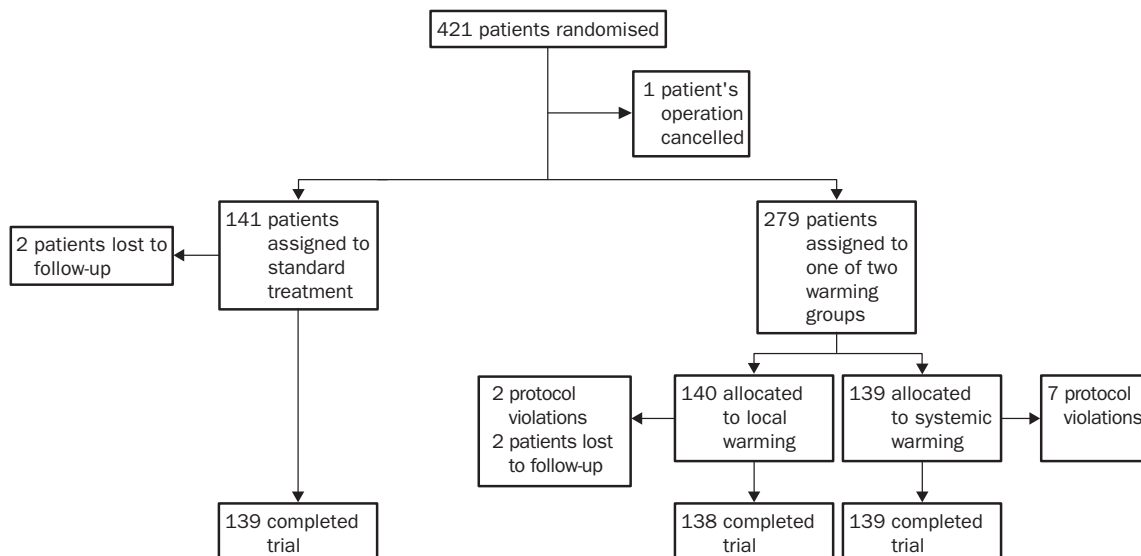 421 patients randomised
1 patient's
operation
cancelled
141 patients
assigned to
standard
treatment
2 patients lost to
follow-up
279 patients
assigned to
one of two
warming
groups
2 protocol
violations
2 patients lost
to follow-up
140 allocated
to local
warming
139 allocated
to systemic
warming
7 protocol
violations
139 completed
trial
138 completed
trial
139 completed
trial